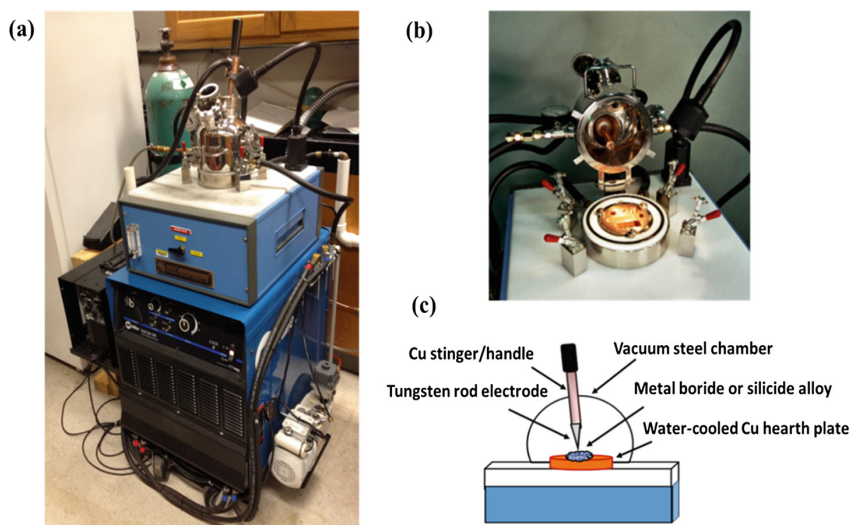 (a)
(b)
(c)
Cu stinger/handle
Vacuum steel chamber
Tungsten rod electrode
Metal boride or silicide alloy
Water-cooled Cu hearth plate